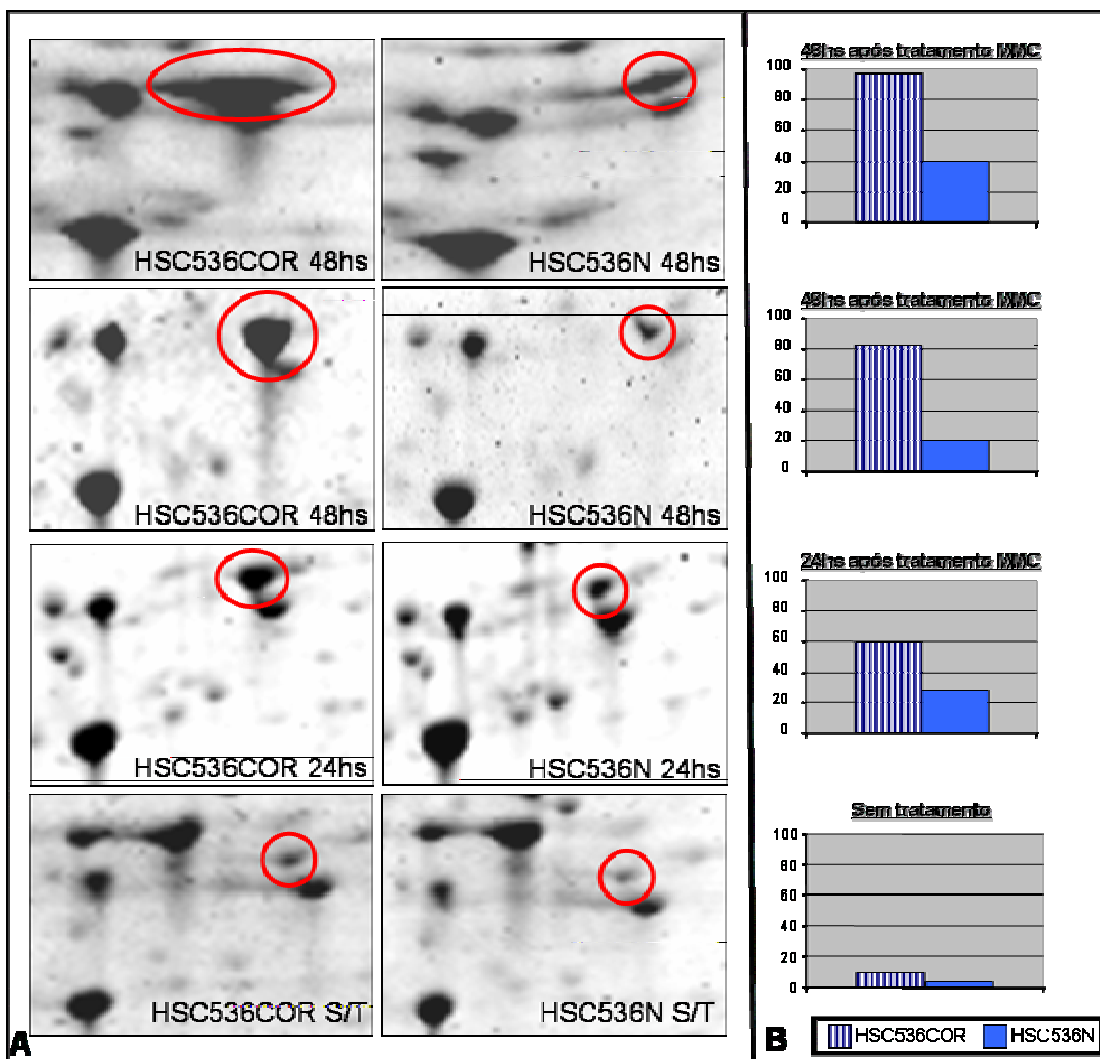 HSC536COR 48hs
HSC536N 48hs
HSC536COR 48hs
HSC536N 48hs
HSC536COR 24hs
HSC536N 24hs
HSC536COR S/T
HSC536N S/T
A
48hs após tratamento MMC
100
80
60
40
20
0
48hs após tratamento MMC
100
80
60
40
20
0
24hs após tratamento MMC
100
80
60
40
20
0
Sem tratamento
100
80
60
40
20
0
B
HSC536COR
HSC536N